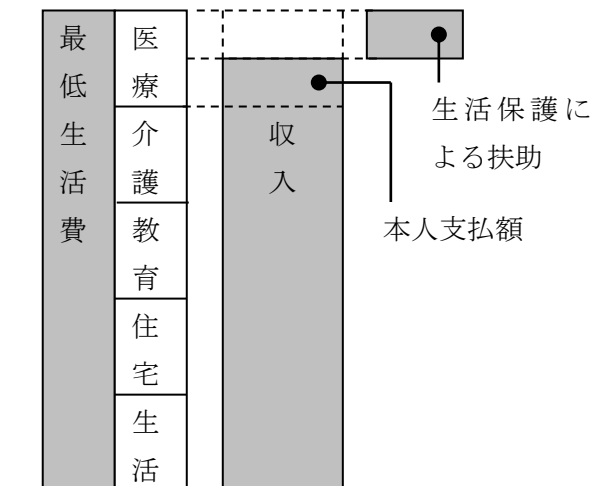 最低生活費
医療
介護
教育
住宅
生活
収入
生活保護に
よる扶助
本人支払額